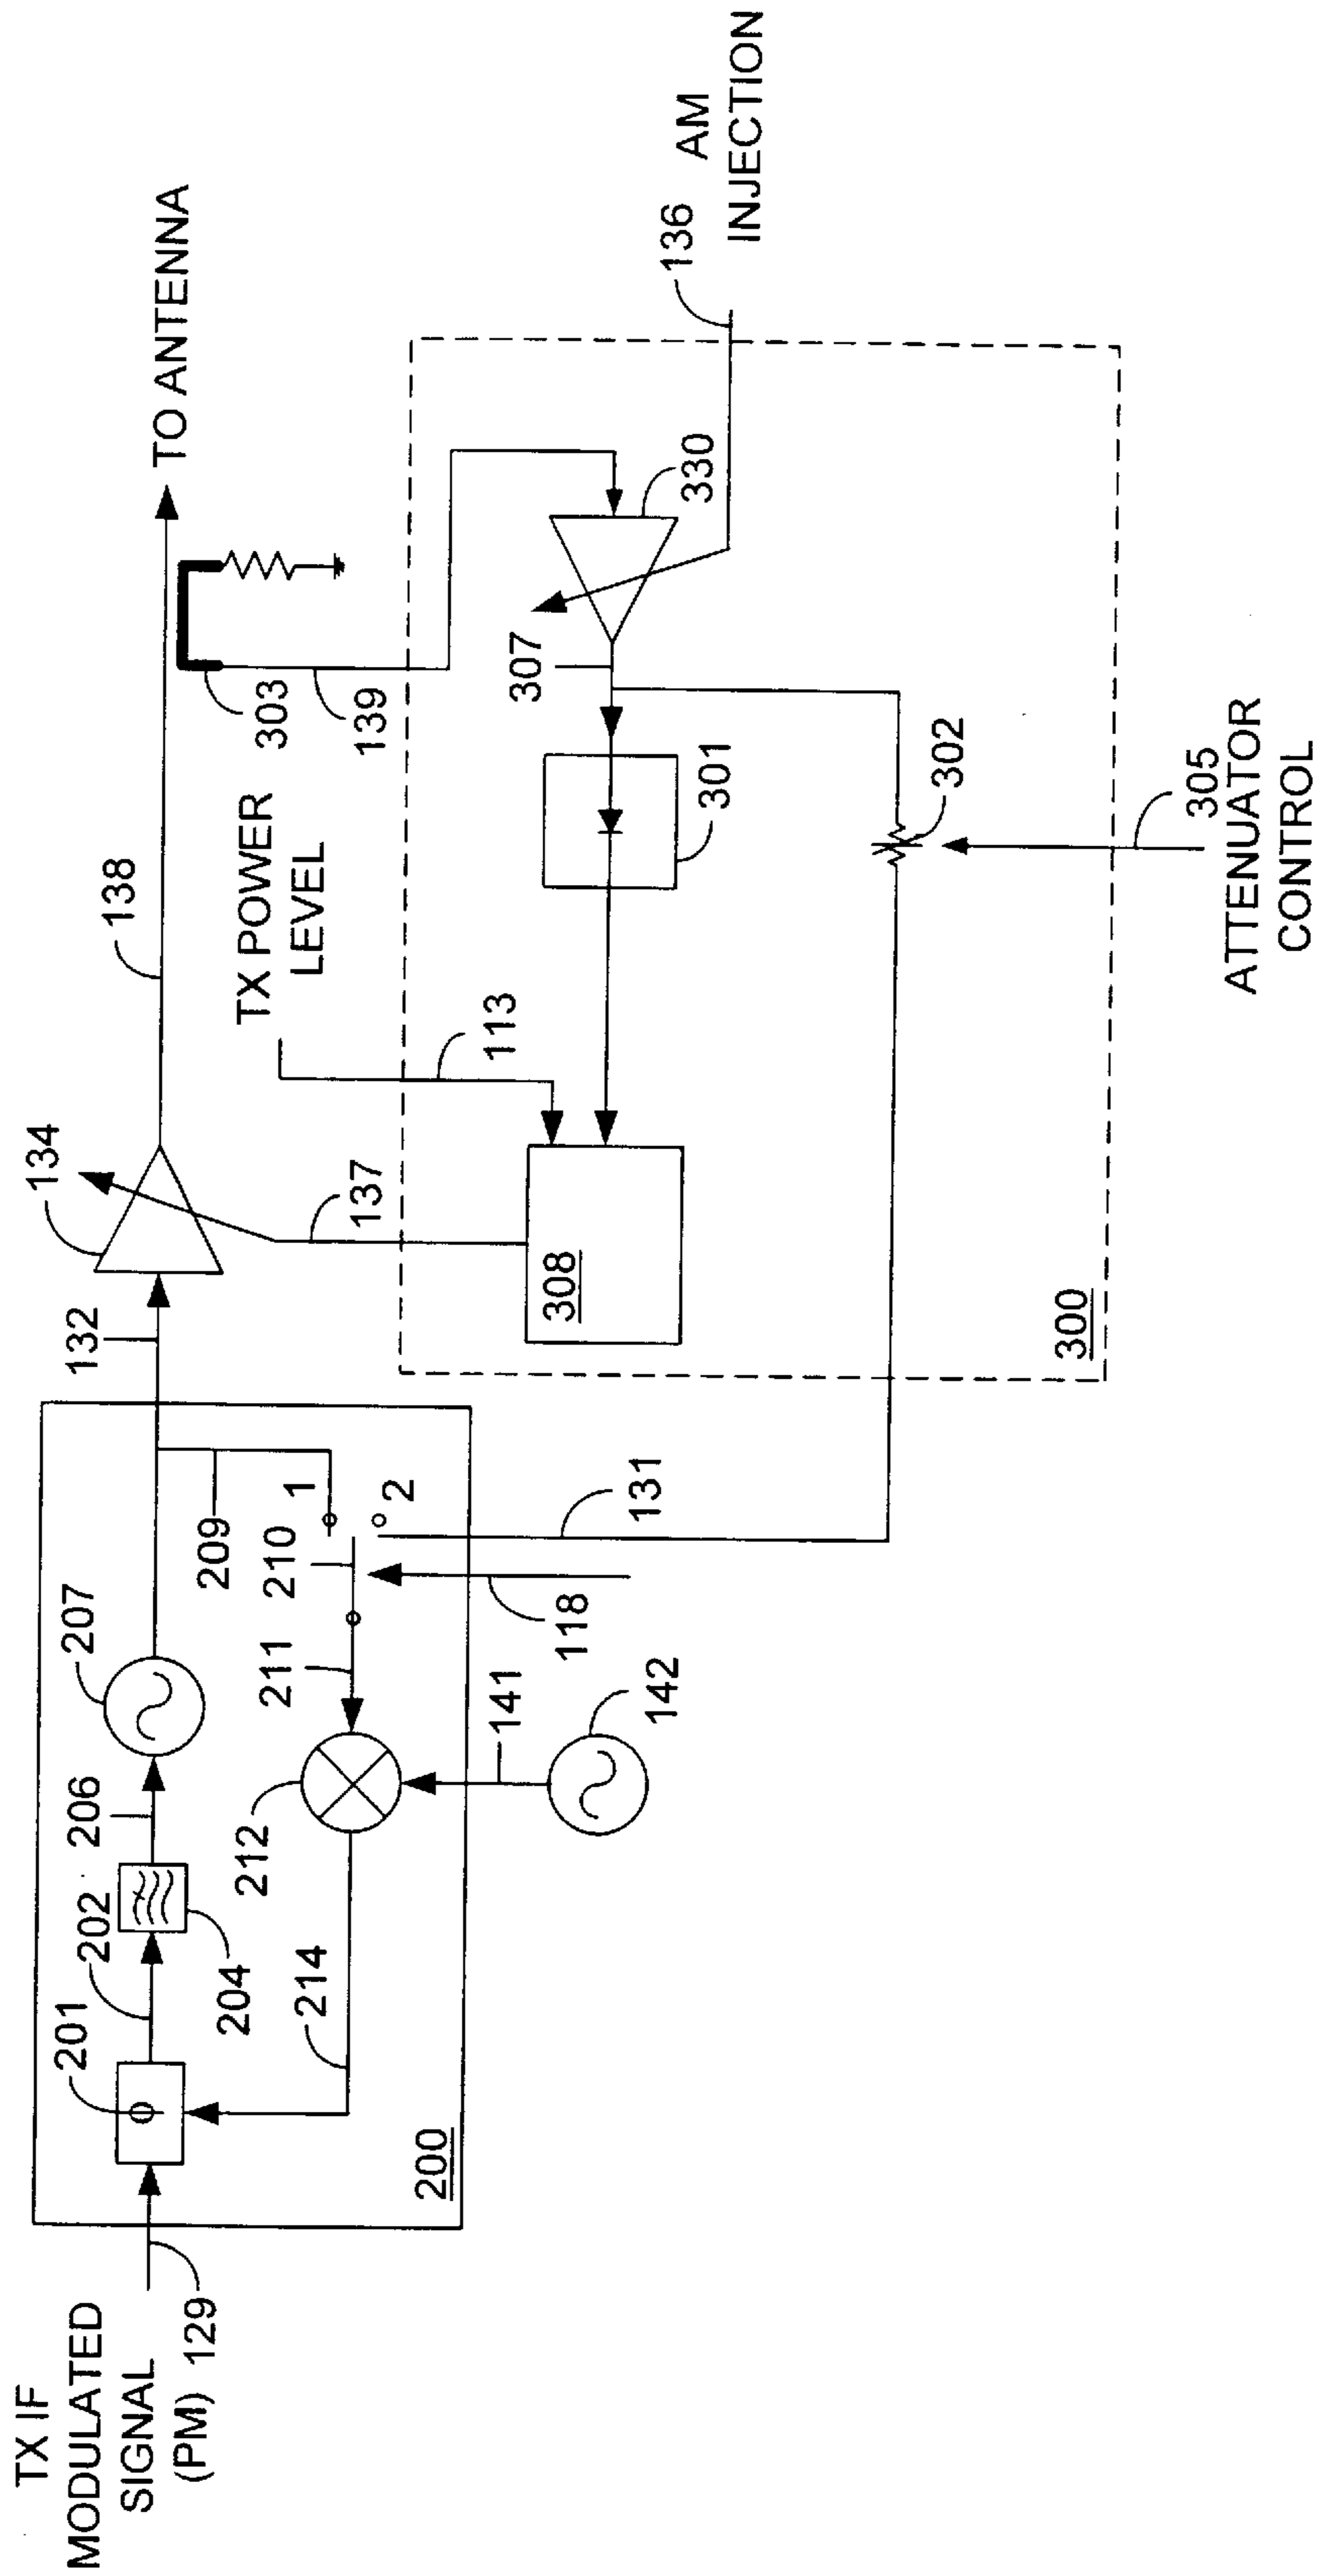 TX IF
MODULATED
SIGNAL
(PM) 129
201
202
204
206
207
132
134
138
TO ANTENNA
209
1
2
210
211
212
214
200
141
142
118
131
137
TX POWER
LEVEL
113
303
139
308
301
307
330
136
AM
INJECTION
302
305
ATTENUATOR
CONTROL
300